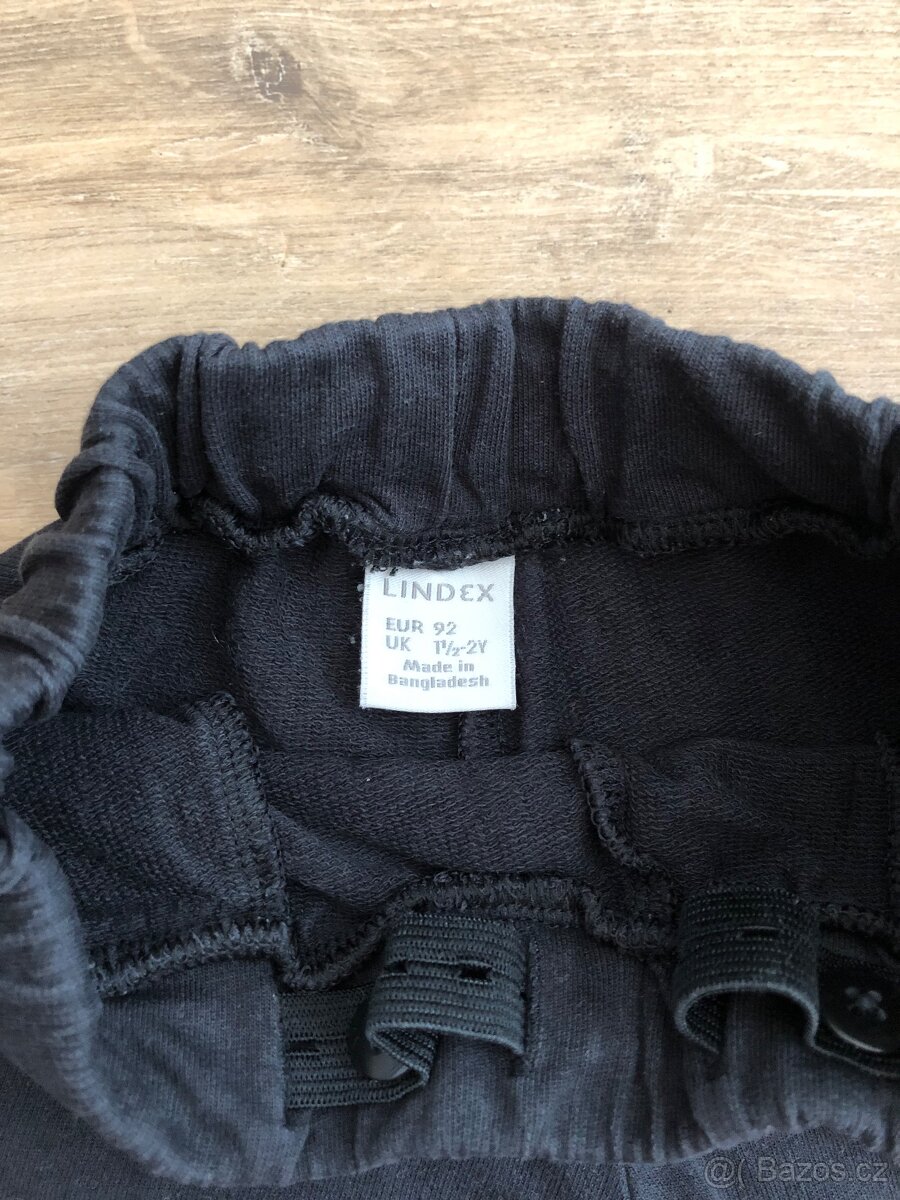 LINDEX
EUR 92
UK 1½-2Y
Made in
Bangladesh
@( Bazos.cz